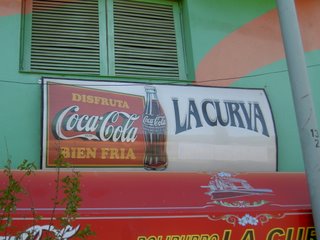 DISFRUTA
Coca-Cola
BIEN FRIA
Coca-Cola
LA CURVA